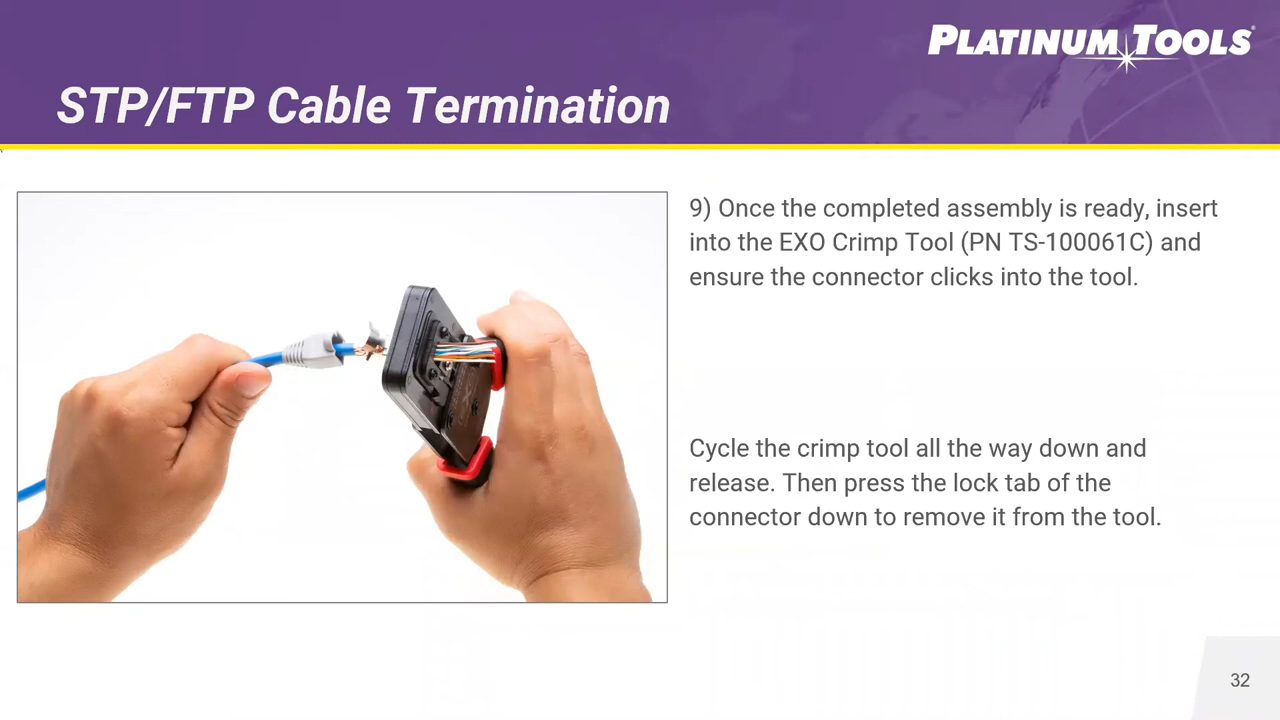 PLATINUM TOOLS
STP/FTP Cable Termination
9) Once the completed assembly is ready, insert
into the EXO Crimp Tool (PN TS-100061C) and
ensure the connector clicks into the tool.
Cycle the crimp tool all the way down and
release. Then press the lock tab of the
connector down to remove it from the tool.
32